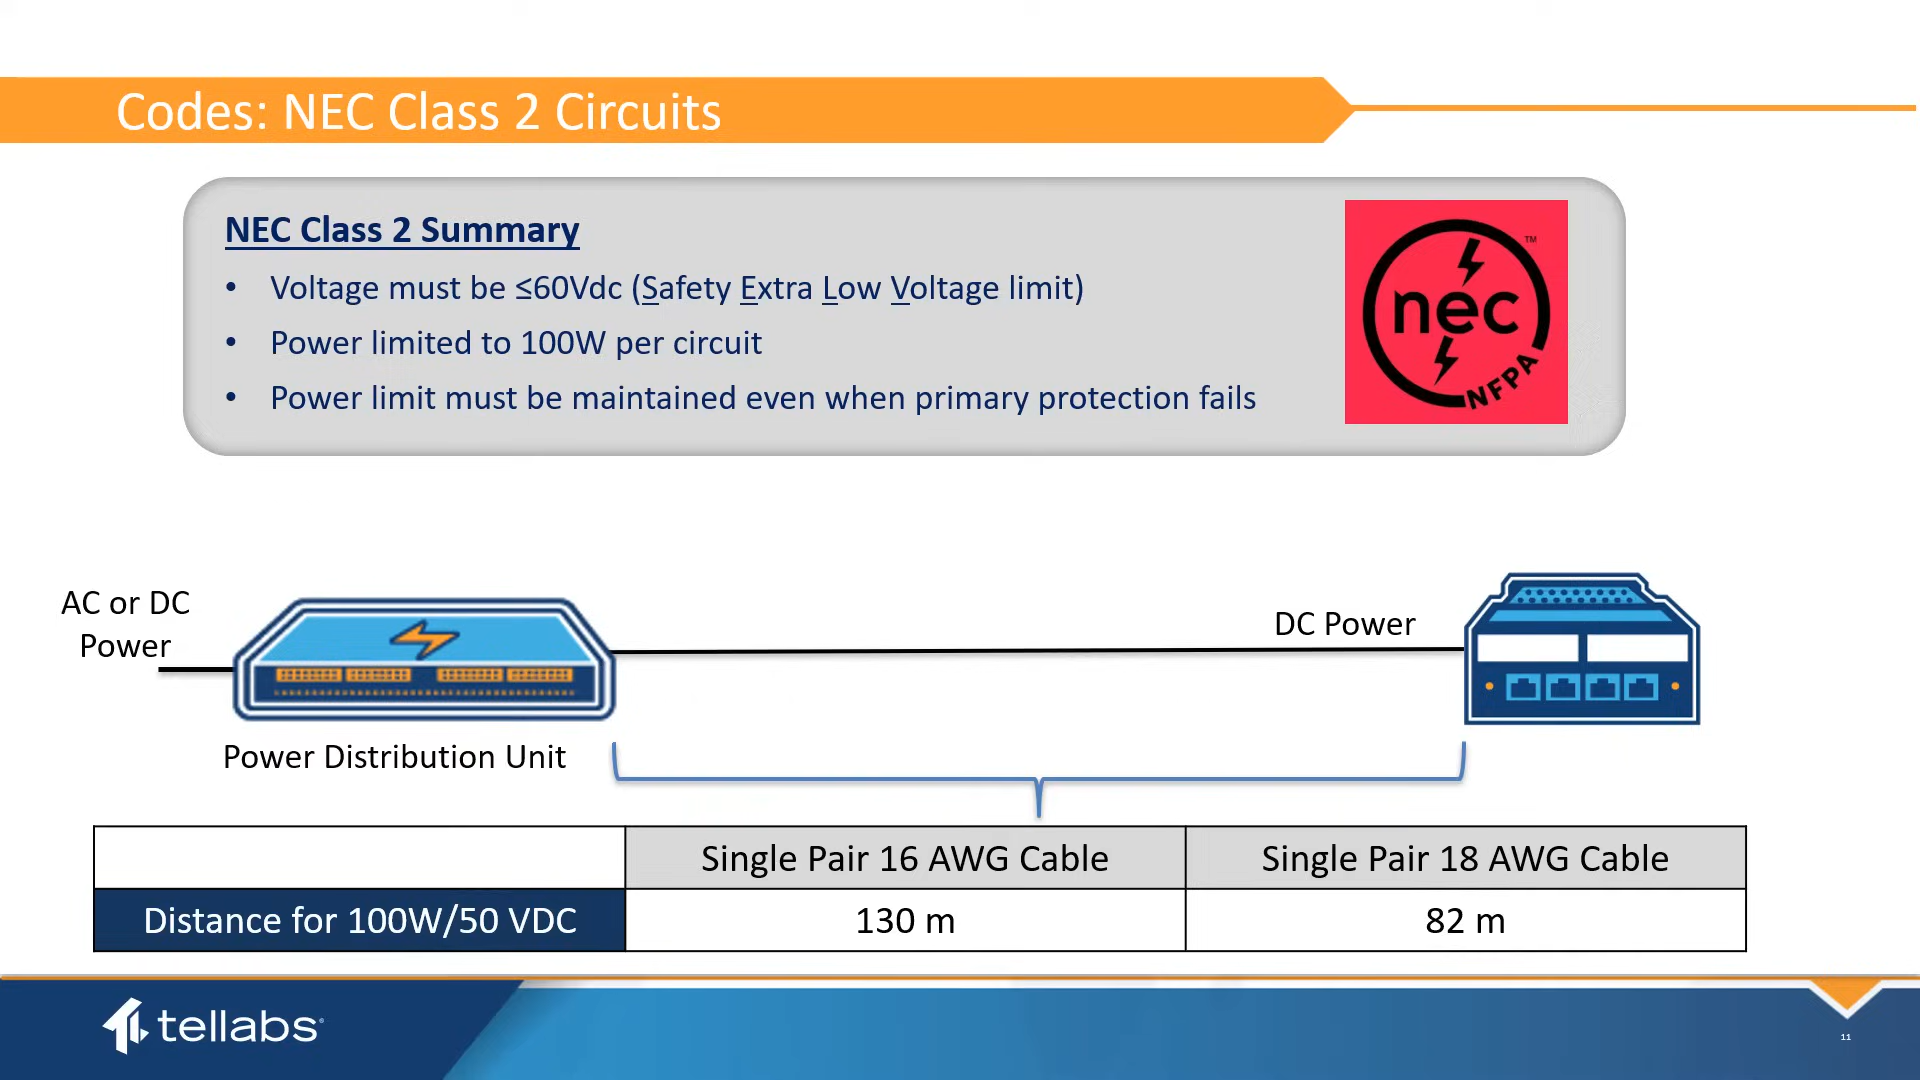 Codes: NEC Class 2 Circuits
NEC Class 2 Summary
• Voltage must be ≤60Vdc (Safety Extra Low Voltage limit)
• Power limited to 100W per circuit
• Power limit must be maintained even when primary protection fails
nec
TM
NFPA
AC or DC
Power
DC Power
Power Distribution Unit
Single Pair 16 AWG Cable
Single Pair 18 AWG Cable
Distance for 100W/50 VDC
130 m
82 m
tellabs®
11